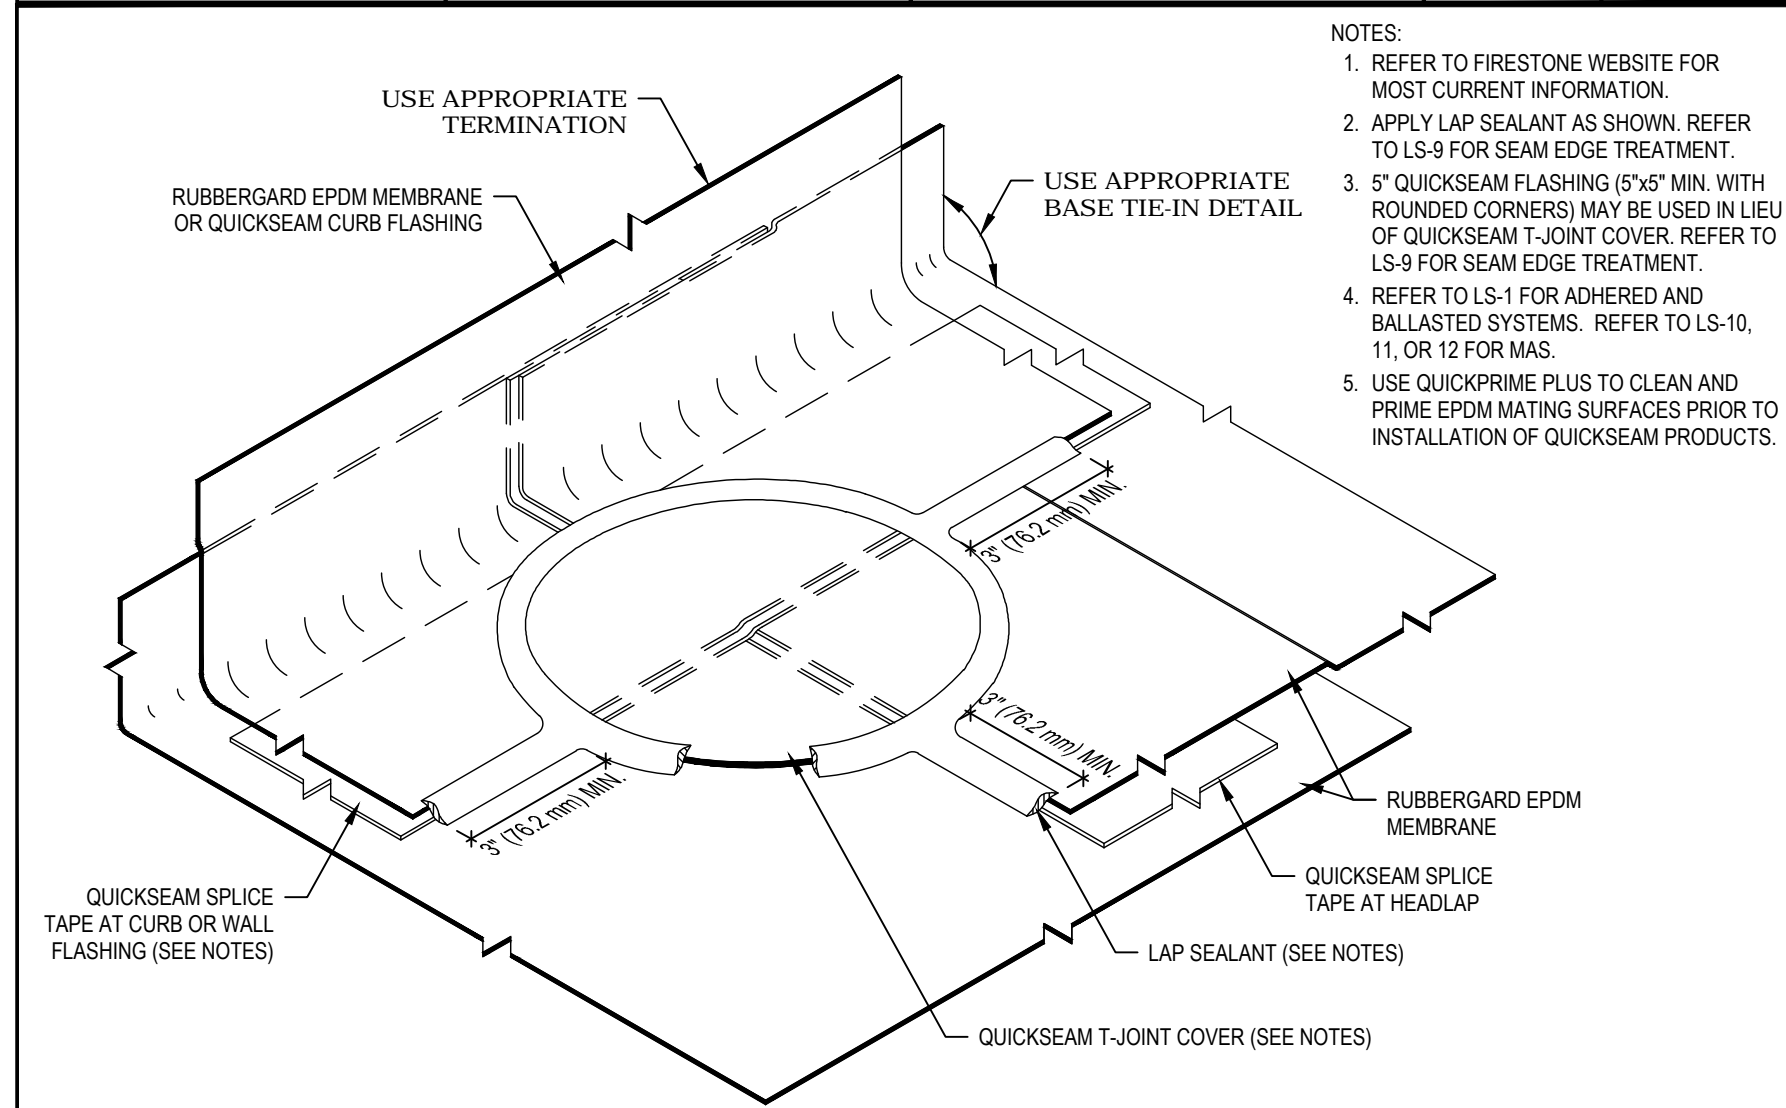 NOTES:
1. REFER TO FIRESTONE WEBSITE FOR
MOST CURRENT INFORMATION.
2. APPLY LAP SEALANT AS SHOWN. REFER
TO LS-9 FOR SEAM EDGE TREATMENT.
3. 5" QUICKSEAM FLASHING (5"x5" MIN. WITH
ROUNDED CORNERS) MAY BE USED IN LIEU
OF QUICKSEAM T-JOINT COVER. REFER TO
LS-9 FOR SEAM EDGE TREATMENT.
4. REFER TO LS-1 FOR ADHERED AND
BALLASTED SYSTEMS. REFER TO LS-10,
11, OR 12 FOR MAS.
5. USE QUICKPRIME PLUS TO CLEAN AND
PRIME EPDM MATING SURFACES PRIOR TO
INSTALLATION OF QUICKSEAM PRODUCTS.
USE APPROPRIATE
TERMINATION
RUBBERGARD EPDM MEMBRANE
OR QUICKSEAM CURB FLASHING
USE APPROPRIATE
BASE TIE-IN DETAIL
3" (76.2 mm) MIN.
3" (76.2 mm) MIN.
3" (76.2 mm) MIN.
RUBBERGARD EPDM
MEMBRANE
QUICKSEAM SPLICE
TAPE AT HEADLAP
QUICKSEAM SPLICE
TAPE AT CURB OR WALL
FLASHING (SEE NOTES)
LAP SEALANT (SEE NOTES)
QUICKSEAM T-JOINT COVER (SEE NOTES)